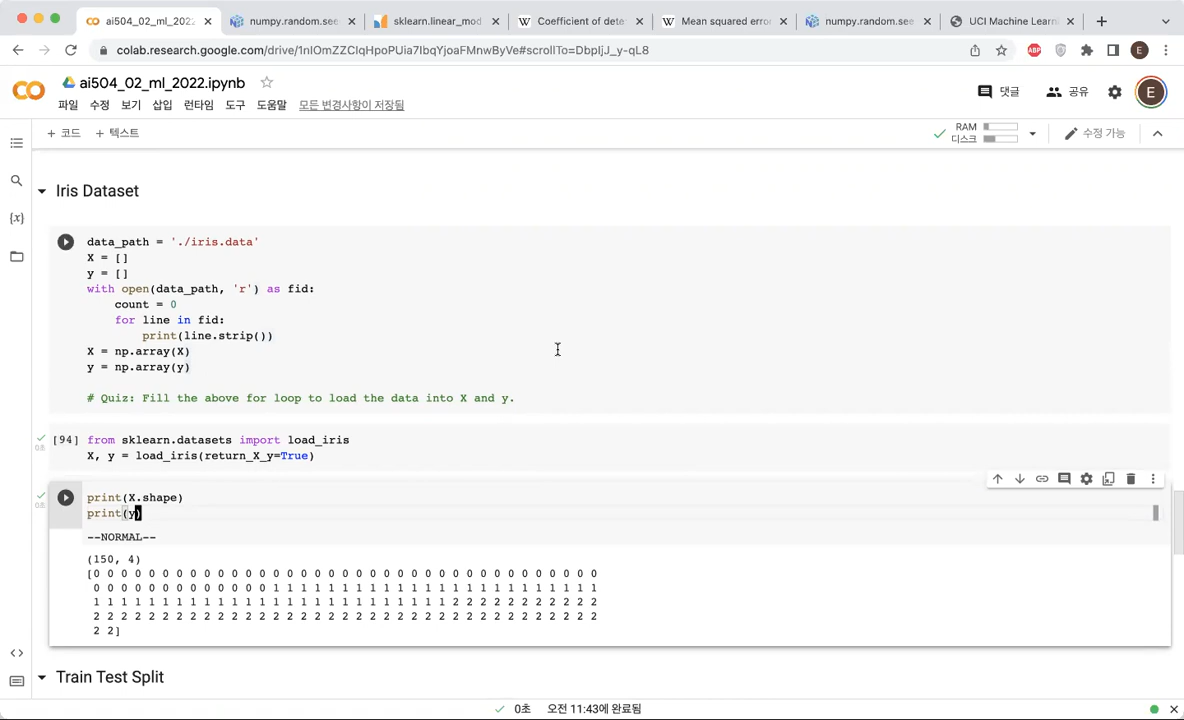 ai504_02_ml_2022
numpy.random.see
sklearn.linear_mod
Coefficient of dete
Mean squared erro
numpy.random.see
UCI Machine Learn
colab.research.google.com/drive/1nIOmZZCIqHpoPUia7IbqYjoaFMnwByVe#scrollTo=DbpIjJ_y-qL8
ABP
E
ai504_02_ml_2022.ipynb
파일 수정 보기 삽입 런타임 도구 도움말 모든 변경사항이 저장됨
댓글
공유
E
+ 코드 + 텍스트
RAM
디스크
수정 가능
Iris Dataset
data_path = './iris.data'
X = []
y = []
with open(data_path, 'r') as fid:
count = 0
for line in fid:
print(line.strip())
X = np.array(X)
y = np.array(y)
# Quiz: Fill the above for loop to load the data into X and y.
[94] from sklearn.datasets import load_iris
X, y = load_iris(return_X_y=True)
print(X.shape)
print(y)
--NORMAL--
(150, 4)
[0 0 0 0 0 0 0 0 0 0 0 0 0 0 0 0 0 0 0 0 0 0 0 0 0 0 0 0 0 0 0 0 0 0 0 0 0
0 0 0 0 0 0 0 0 0 0 0 0 0 1 1 1 1 1 1 1 1 1 1 1 1 1 1 1 1 1 1 1 1 1 1 1 1
1 1 1 1 1 1 1 1 1 1 1 1 1 1 1 1 1 1 1 1 1 1 1 1 1 1 2 2 2 2 2 2 2 2 2 2 2
2 2 2 2 2 2 2 2 2 2 2 2 2 2 2 2 2 2 2 2 2 2 2 2 2 2 2 2 2 2 2 2 2 2 2 2 2
2 2]
Train Test Split
0초 오전 11:43에 완료됨